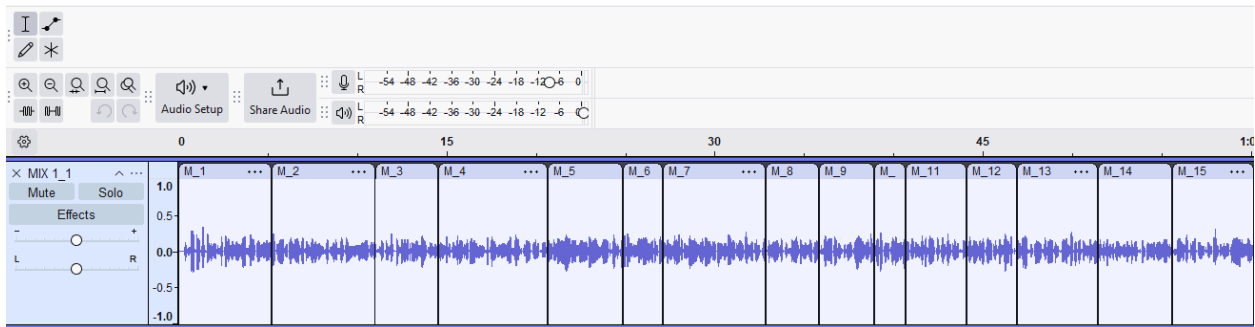 L
R
-54 -48 -42 -36 -30 -24 -18 -12 -6 0
Audio Setup
Share Audio
L
R
-54 -48 -42 -36 -30 -24 -18 -12 -6 0
0 15 30 45 1:0
MIX 1_1 ...
M_1 ... M_2 ... M_3 M_4 ... M_5 M_6 M_7 ... M_8 M_9 M_ M_11 M_12 M_13 ... M_14 M_15 ...
Mute Solo
Effects
- +
L R
1.0
0.5-
0.0-
-0.5-
-1.0